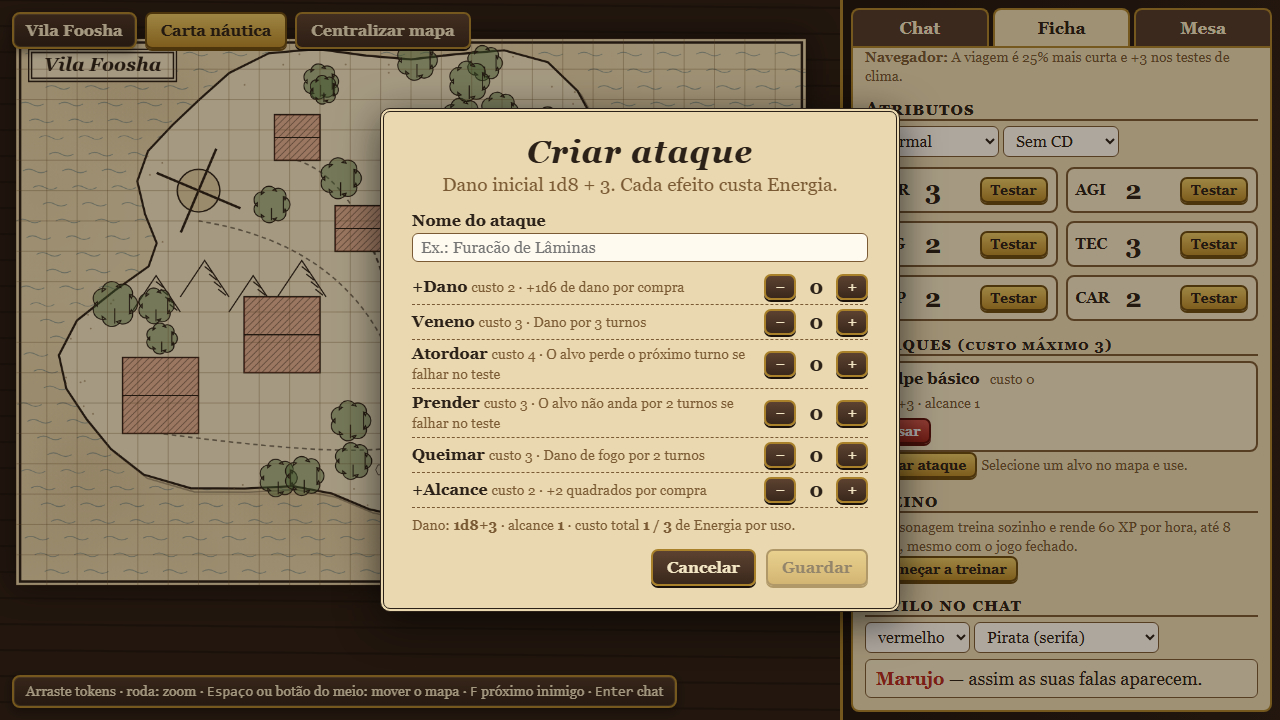 Vila Foosha
Carta náutica
Centralizar mapa
Chat
Ficha
Mesa
Vila Foosha
Navegador: A viagem é 25% mais curta e +3 nos testes de
clima.
ATRIBUTOS
Sem CD
3
Testar
AGI 2
Testar
2
Testar
TEC 3
Testar
2
Testar
CAR 2
Testar
(CUSTO MÁXIMO 3)
básico custo 0
+3 · alcance 1
ataque Selecione um alvo no mapa e use.
treina sozinho e rende 60 XP por hora, até 8
mesmo com o jogo fechado.
a treinar
NO CHAT
vermelho
Pirata (serifa)
Marujo — assim as suas falas aparecem.
Criar ataque
Dano inicial 1d8 + 3. Cada efeito custa Energia.
Nome do ataque
Ex.: Furacão de Lâminas
+Dano custo 2 · +1d6 de dano por compra
− 0 +
Veneno custo 3 · Dano por 3 turnos
− 0 +
Atordoar custo 4 · O alvo perde o próximo turno se
falhar no teste
− 0 +
Prender custo 3 · O alvo não anda por 2 turnos se
falhar no teste
− 0 +
Queimar custo 3 · Dano de fogo por 2 turnos
− 0 +
+Alcance custo 2 · +2 quadrados por compra
− 0 +
Dano: 1d8+3 · alcance 1 · custo total 1 / 3 de Energia por uso.
Cancelar
Guardar
Arraste tokens · roda: zoom · Espaço ou botão do meio: mover o mapa · F próximo inimigo · Enter chat